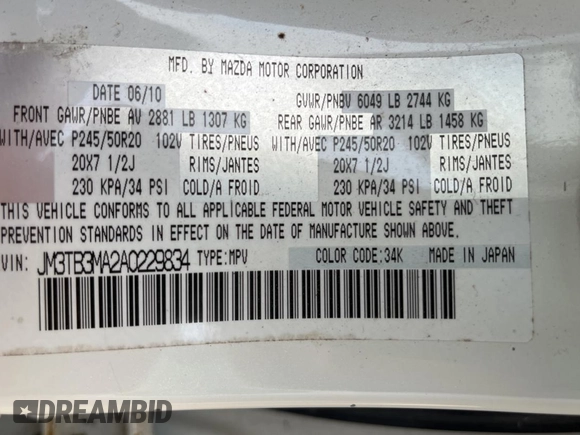 MFD. BY MAZDA MOTOR CORPORATION
DATE 06/10 GVWR/PNBV 6049 LB 2744 KG
FRONT GAWR/PNBE AV 2881 LB 1307 KG REAR GAWR/PNBE AR 3214 LB 1458 KG
WITH/AVEC P245/50R20 102V TIRES/PNEUS WITH/AVEC P245/50R20 102V TIRES/PNEUS
20X7 1/2J RIMS/JANTES 20X7 1/2J RIMS/JANTES
230 KPA/34 PSI COLD/A FROID 230 KPA/34 PSI COLD/A FROID
THIS VEHICLE CONFORMS TO ALL APPLICABLE FEDERAL MOTOR VEHICLE SAFETY AND THEFT
PREVENTION STANDARDS IN EFFECT ON THE DATE OF MANUFACTURE SHOWN ABOVE.
VIN: JM3TB3MA2A0229834 TYPE:MPV COLOR CODE:34K MADE IN JAPAN
DREAMBID